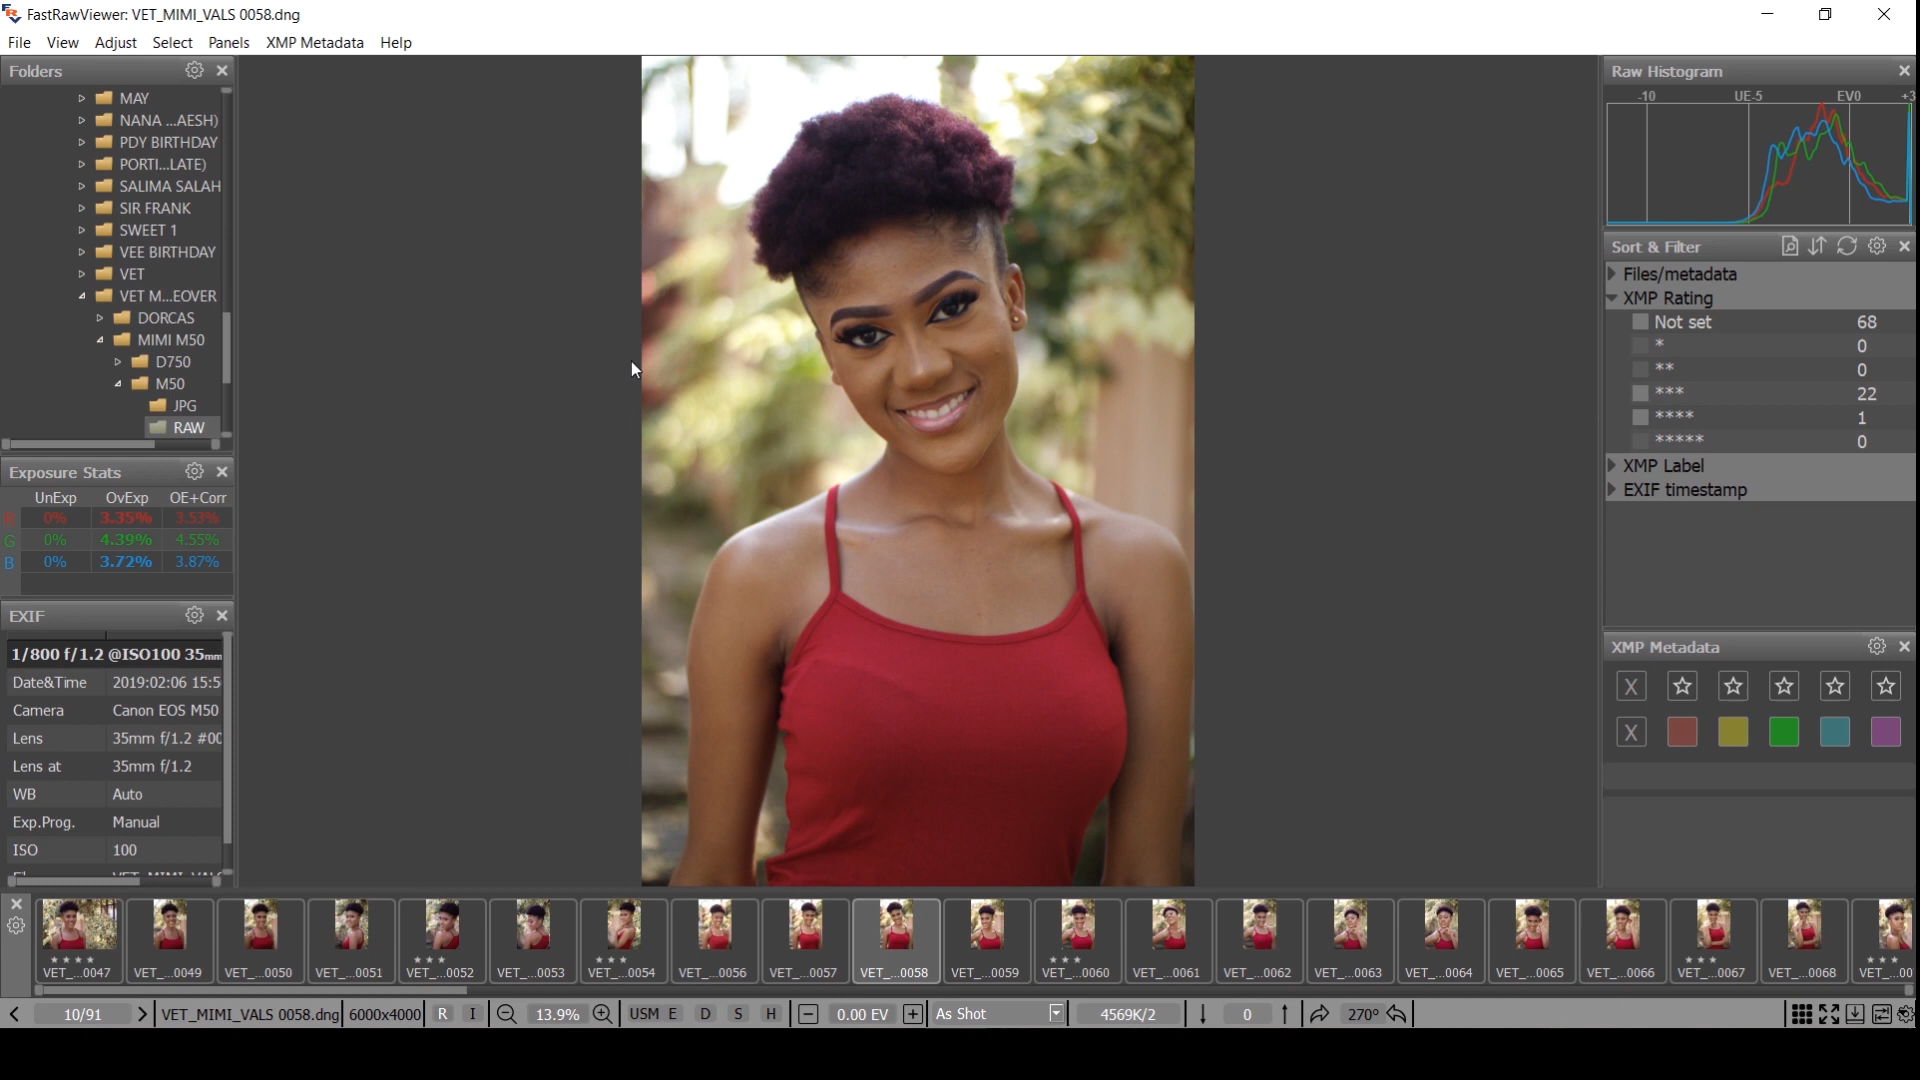 FastRawViewer: VET_MIMI_VALS 0058.dng
File View Adjust Select Panels XMP Metadata Help
Folders
MAY
NANA ...AESH)
PDY BIRTHDAY
PORTI...LATE)
SALIMA SALAH
SIR FRANK
SWEET 1
VEE BIRTHDAY
VET
VET M...EOVER
DORCAS
MIMI M50
D750
M50
JPG
RAW
Exposure Stats
UnExp OvExp OE+Corr
R 0% 3.35% 3.53%
G 0% 4.39% 4.55%
B 0% 3.72% 3.87%
EXIF
1/800 f/1.2 @ISO100 35mm
Date&Time 2019:02:06 15:5
Camera Canon EOS M50
Lens 35mm f/1.2 #00
Lens at 35mm f/1.2
WB Auto
Exp.Prog. Manual
ISO 100
Raw Histogram
-10 UE-5 EV0 +3
Sort & Filter
Files/metadata
XMP Rating
Not set 68
* 0
** 0
*** 22
**** 1
***** 0
XMP Label
EXIF timestamp
XMP Metadata
X
X
VET_...0047 VET_...0049 VET_...0050 VET_...0051 VET_...0052 VET_...0053 VET_...0054 VET_...0056 VET_...0057 VET_...0058 VET_...0059 VET_...0060 VET_...0061 VET_...0062 VET_...0063 VET_...0064 VET_...0065 VET_...0066 VET_...0067 VET_...0068 VET_...00
10/91 VET_MIMI_VALS 0058.dng 6000x4000 R I 13.9% USM E D S H 0.00 EV As Shot 4569K/2 0 270°